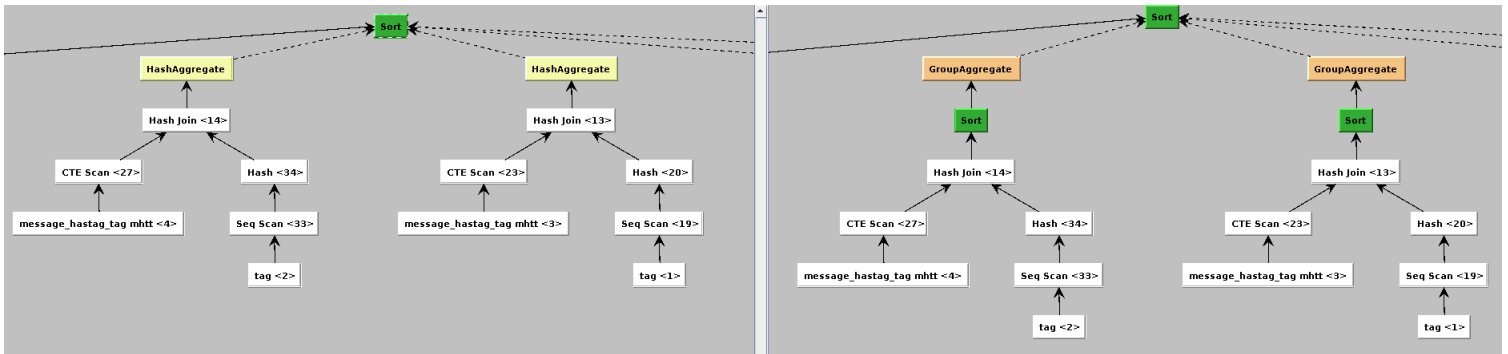 Sort
HashAggregate
HashAggregate
Hash Join <14>
Hash Join <13>
CTE Scan <27>
Hash <34>
CTE Scan <23>
Hash <20>
message_hastag_tag mhtt <4>
Seq Scan <33>
message_hastag_tag mhtt <3>
Seq Scan <19>
tag <2>
tag <1>
Sort
GroupAggregate
GroupAggregate
Sort
Sort
Hash Join <14>
Hash Join <13>
CTE Scan <27>
Hash <34>
CTE Scan <23>
Hash <20>
message_hastag_tag mhtt <4>
Seq Scan <33>
message_hastag_tag mhtt <3>
Seq Scan <19>
tag <2>
tag <1>